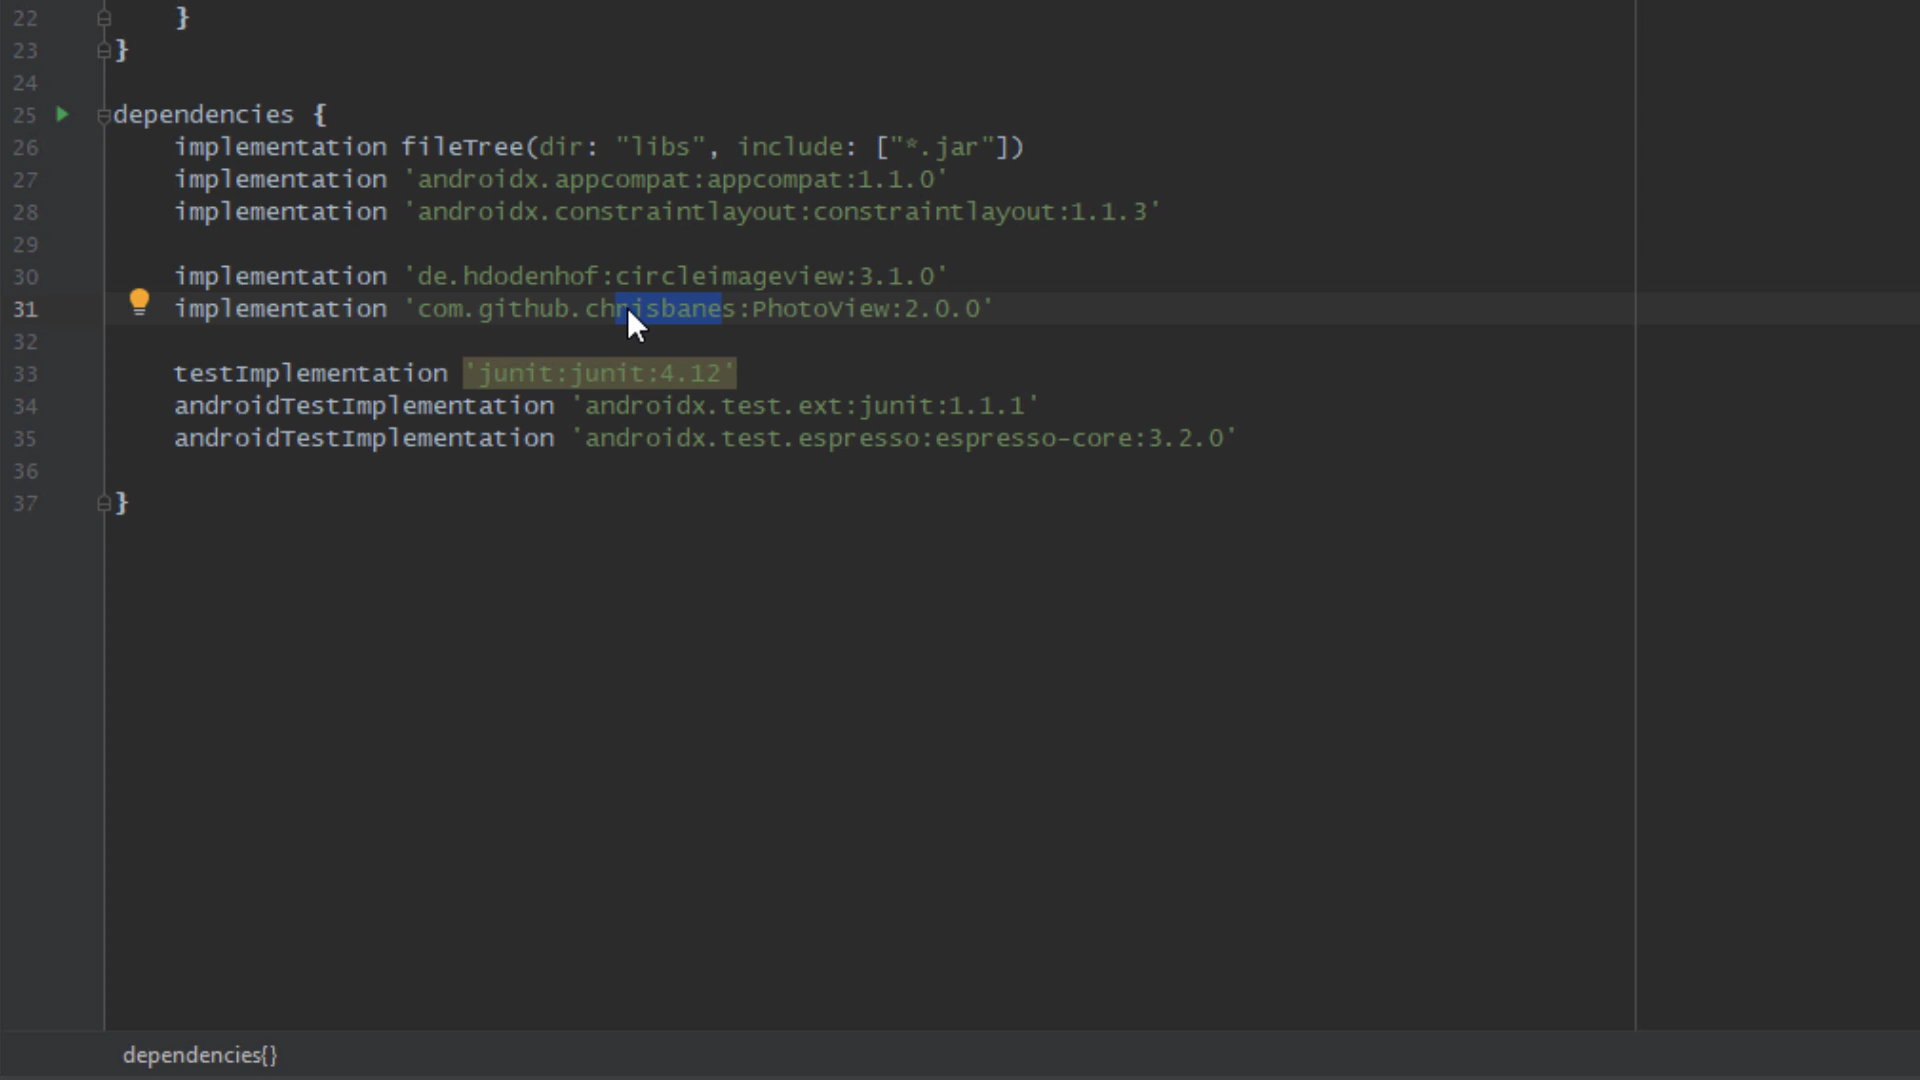 22 }
23 }
24
25 dependencies {
26 implementation fileTree(dir: "libs", include: ["*.jar"])
27 implementation 'androidx.appcompat:appcompat:1.1.0'
28 implementation 'androidx.constraintlayout:constraintlayout:1.1.3'
29
30 implementation 'de.hdodenhof:circleimageview:3.1.0'
31 implementation 'com.github.chrisbanes:PhotoView:2.0.0'
32
33 testImplementation 'junit:junit:4.12'
34 androidTestImplementation 'androidx.test.ext:junit:1.1.1'
35 androidTestImplementation 'androidx.test.espresso:espresso-core:3.2.0'
36
37 }
dependencies{}